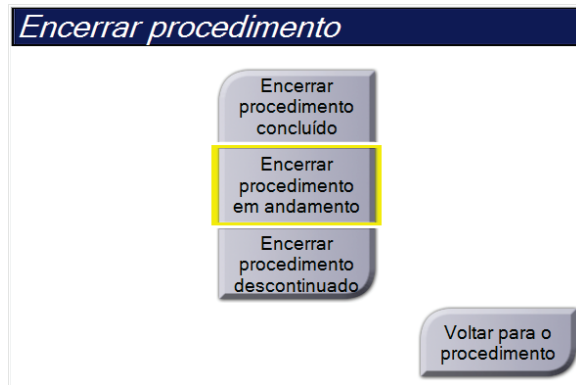 Encerrar procedimento
Encerrar
procedimento
concluído
Encerrar
procedimento
em andamento
Encerrar
procedimento
descontinuado
Voltar para o
procedimento